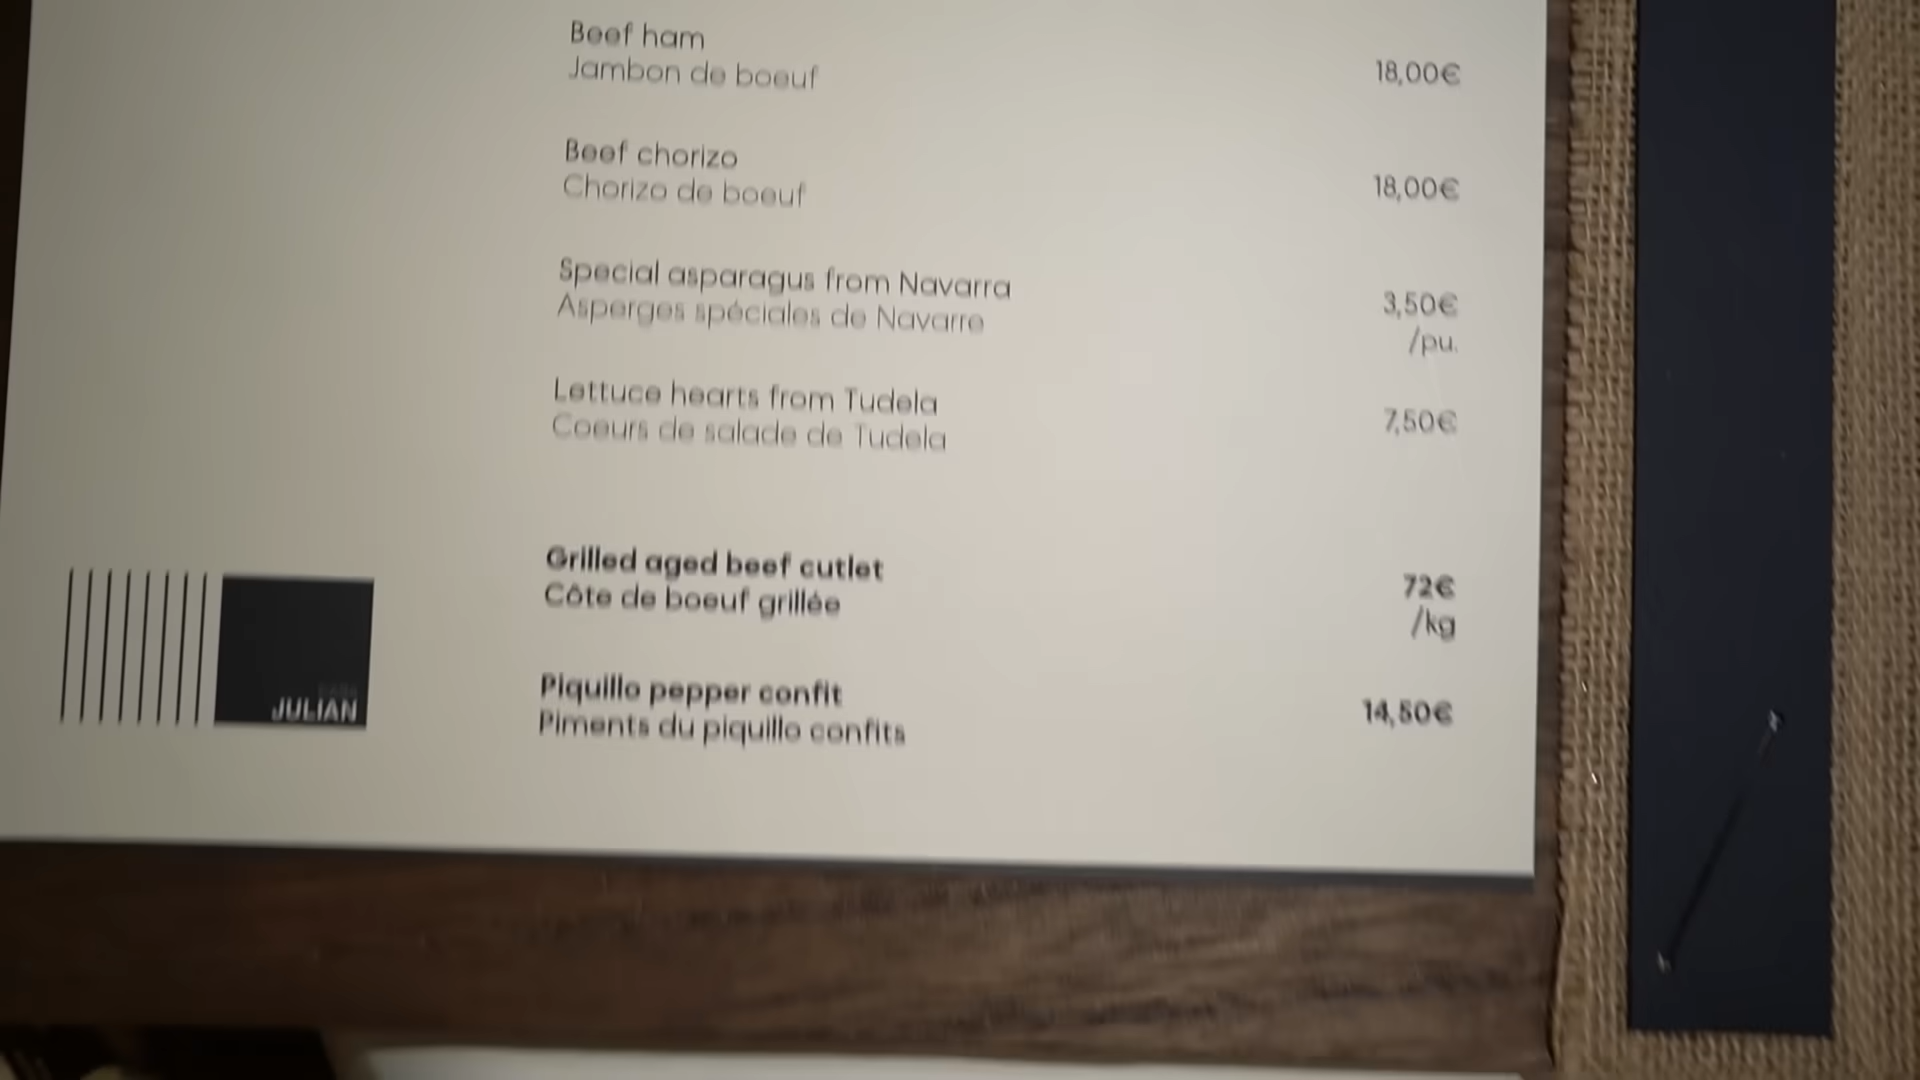 Beef ham
Jambon de boeuf
18,00€
Beef chorizo
Chorizo de boeuf
18,00€
Special asparagus from Navarra
Asperges spéciales de Navarre
3,50€
/pu.
Lettuce hearts from Tudela
Coeurs de salade de Tudela
7,50€
Grilled aged beef cutlet
Côte de boeuf grillée
72€
/kg
Piquillo pepper confit
Piments du piquillo confits
14,50€
JULIAN